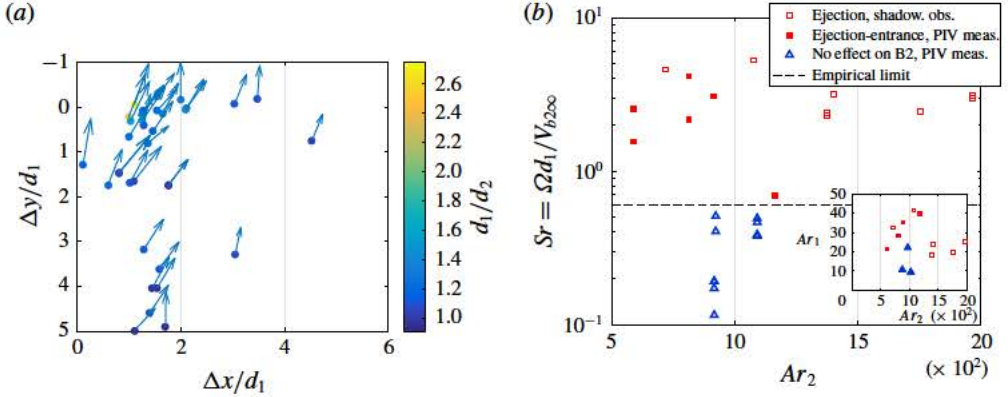 (a)
−1
0
1
2
3
4
5
Δy/d1
0
2
4
6
Δx/d1
2.6
2.4
2.2
2.0
1.8
1.6
1.4
1.2
1.0
d1/d2
(b)
10^1
10^0
10^−1
Sr = Ωd1/Vb2∞
Ejection, shadow. obs.
Ejection-entrance, PIV meas.
No effect on B2, PIV meas.
Empirical limit
50
40
30
20
10
Ar1
0
5
10
15
20
Ar2 (× 10^2)
5
10
15
20
(× 10^2)
Ar2